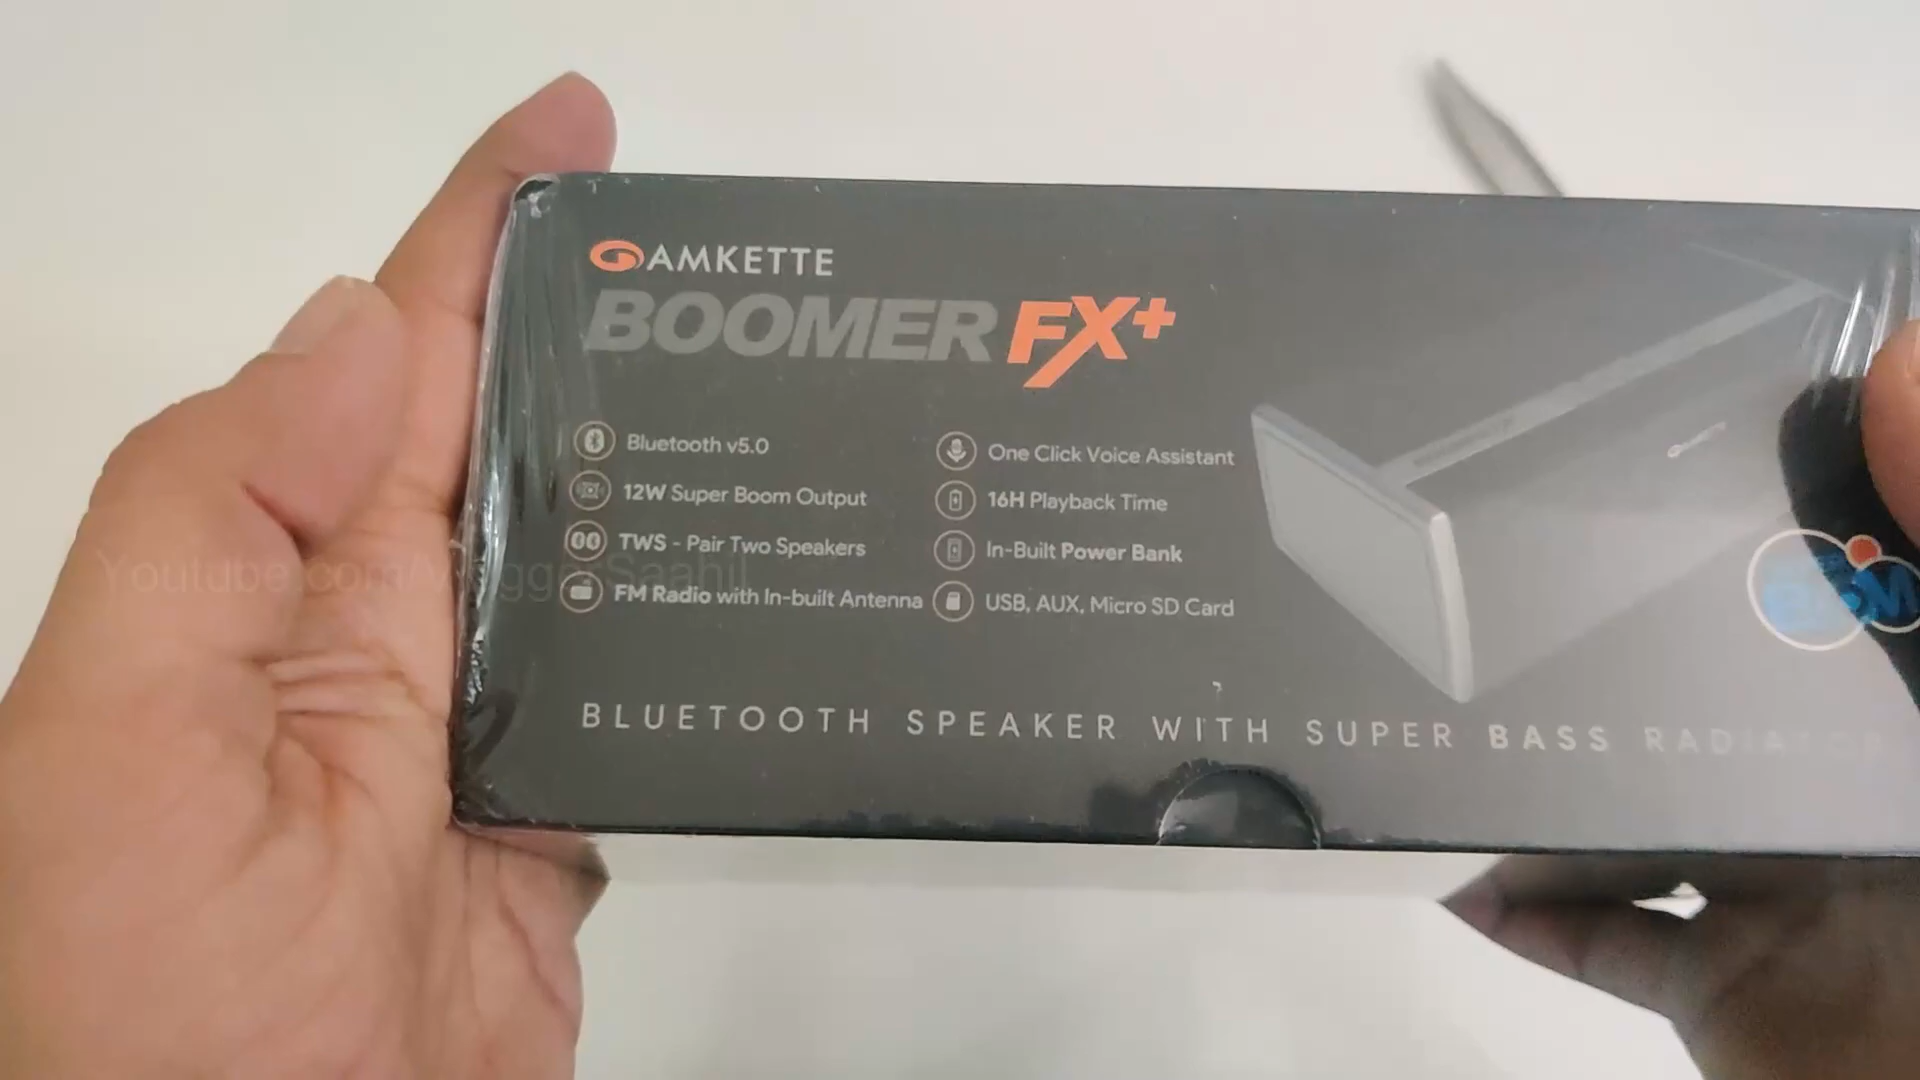 AMKETTE
BOOMER FX+
Bluetooth v5.0
12W Super Boom Output
TWS - Pair Two Speakers
FM Radio with In-built Antenna
One Click Voice Assistant
16H Playback Time
In-Built Power Bank
USB, AUX, Micro SD Card
BLUETOOTH SPEAKER WITH SUPER BASS RADIATOR